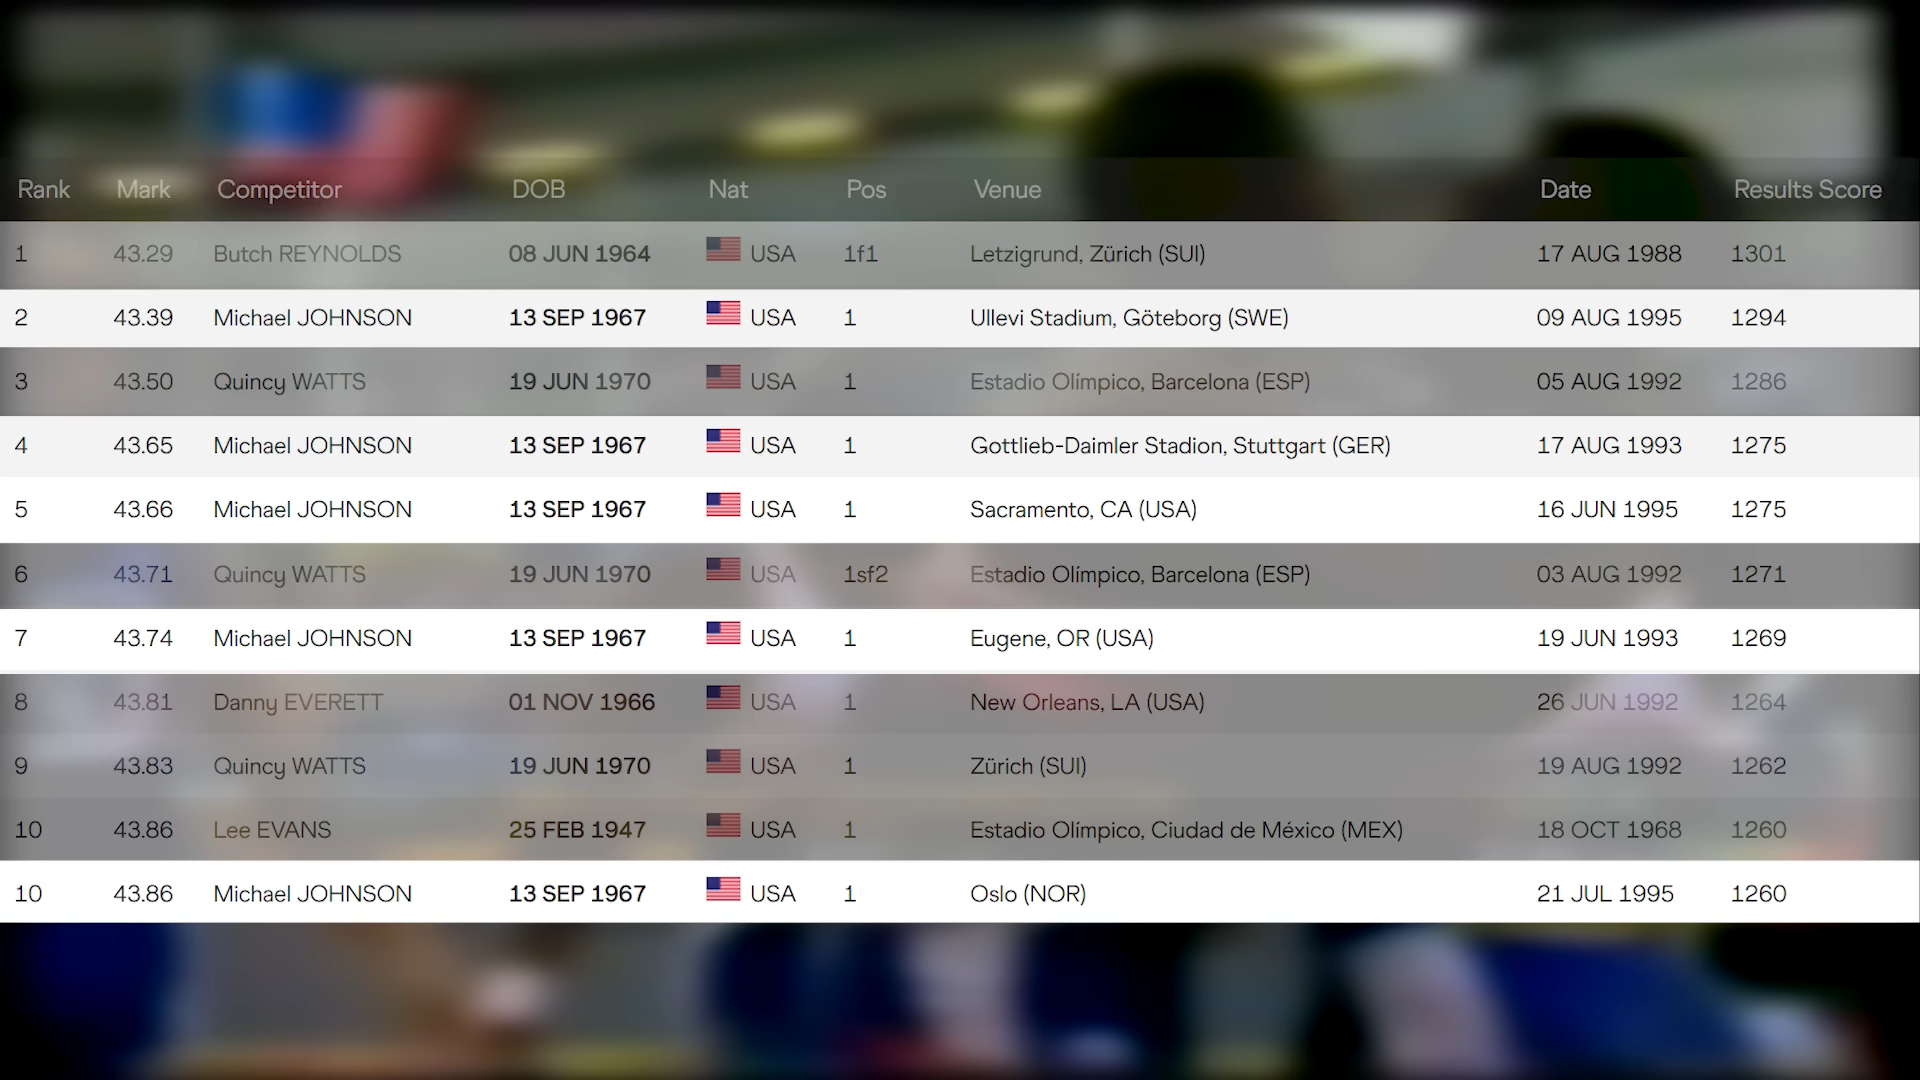 Rank Mark Competitor DOB Nat Pos Venue Date Results Score
1 43.29 Butch REYNOLDS 08 JUN 1964 USA 1f1 Letzigrund, Zürich (SUI) 17 AUG 1988 1301
2 43.39 Michael JOHNSON 13 SEP 1967 USA 1 Ullevi Stadium, Göteborg (SWE) 09 AUG 1995 1294
3 43.50 Quincy WATTS 19 JUN 1970 USA 1 Estadio Olímpico, Barcelona (ESP) 05 AUG 1992 1286
4 43.65 Michael JOHNSON 13 SEP 1967 USA 1 Gottlieb-Daimler Stadion, Stuttgart (GER) 17 AUG 1993 1275
5 43.66 Michael JOHNSON 13 SEP 1967 USA 1 Sacramento, CA (USA) 16 JUN 1995 1275
6 43.71 Quincy WATTS 19 JUN 1970 USA 1sf2 Estadio Olímpico, Barcelona (ESP) 03 AUG 1992 1271
7 43.74 Michael JOHNSON 13 SEP 1967 USA 1 Eugene, OR (USA) 19 JUN 1993 1269
8 43.81 Danny EVERETT 01 NOV 1966 USA 1 New Orleans, LA (USA) 26 JUN 1992 1264
9 43.83 Quincy WATTS 19 JUN 1970 USA 1 Zürich (SUI) 19 AUG 1992 1262
10 43.86 Lee EVANS 25 FEB 1947 USA 1 Estadio Olímpico, Ciudad de México (MEX) 18 OCT 1968 1260
10 43.86 Michael JOHNSON 13 SEP 1967 USA 1 Oslo (NOR) 21 JUL 1995 1260